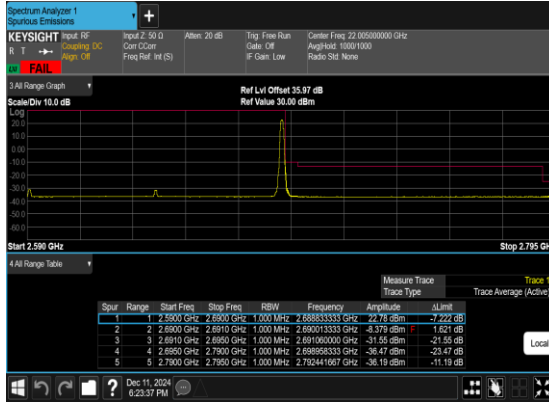 Spectrum Analyzer 1
Spurious Emissions
+
KEYSIGHT Input: RF Input Z: 50 Ω Atten: 20 dB Trig: Free Run Center Freq: 22.005000000 GHz
R T Coupling: DC Corr CCorr Gate: Off Avg|Hold: 1000/1000
Align: Off Freq Ref: Int (S) IF Gain: Low Radio Std: None
FAIL
3 All Range Graph
Ref Lvl Offset 35.97 dB
Scale/Div 10.0 dB Ref Value 30.00 dBm
Log
20.0
10.0
0.00
-10.0
-20.0
-30.0
-40.0
-50.0
-60.0
Start 2.590 GHz Stop 2.795 GH
4 All Range Table
Measure Trace Trace 1
Trace Type Trace Average (Active)
Spur Range Start Freq Stop Freq RBW Frequency Amplitude ΔLimit
1 1 2.5900 GHz 2.6900 GHz 1.000 MHz 2.688833333 GHz 22.78 dBm -7.222 dB
2 2 2.6900 GHz 2.6910 GHz 1.000 MHz 2.690013333 GHz -8.379 dBm F 1.621 dB
3 3 2.6910 GHz 2.6950 GHz 1.000 MHz 2.691060000 GHz -31.55 dBm -21.55 dB
4 4 2.6950 GHz 2.7900 GHz 1.000 MHz 2.698958333 GHz -36.47 dBm -23.47 dB
5 5 2.7900 GHz 2.7950 GHz 1.000 MHz 2.792441667 GHz -36.19 dBm -11.19 dB
Local
? Dec 11, 2024
6:23:37 PM